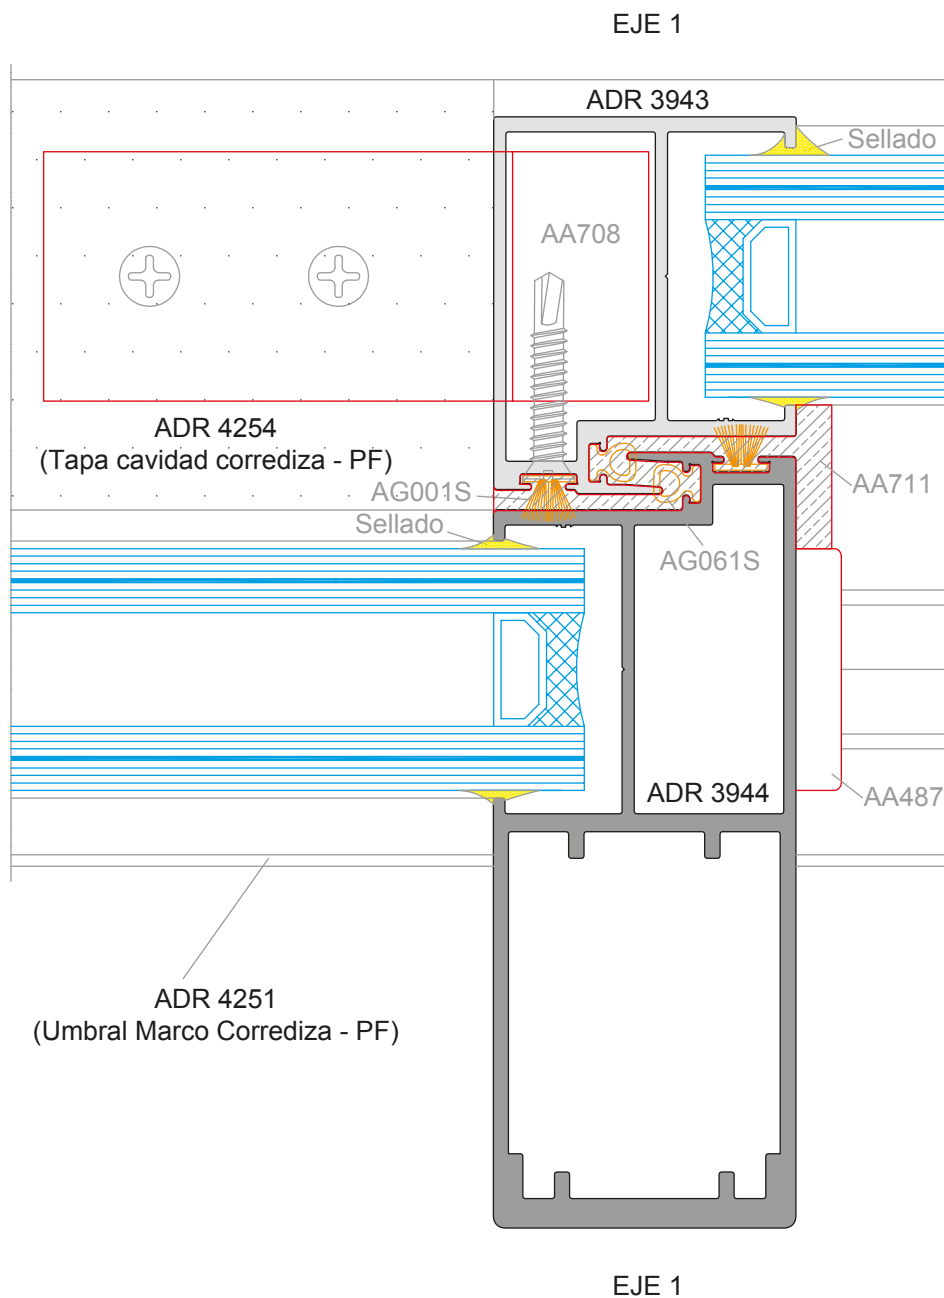 EJE 1
ADR 3943
Sellado
AA708
ADR 4254
(Tapa cavidad corrediza - PF)
AG001S
AA711
Sellado
AG061S
ADR 3944
AA487
ADR 4251
(Umbral Marco Corrediza - PF)
EJE 1